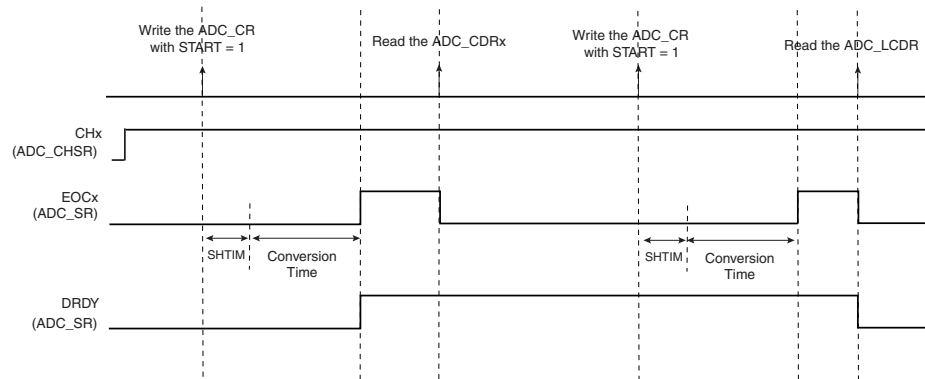 Write the ADC_CR
with START = 1
Read the ADC_CDRx
Write the ADC_CR
with START = 1
Read the ADC_LCDR
CHx
(ADC_CHSR)
EOCx
(ADC_SR)
SHTIM
Conversion
Time
SHTIM
Conversion
Time
DRDY
(ADC_SR)